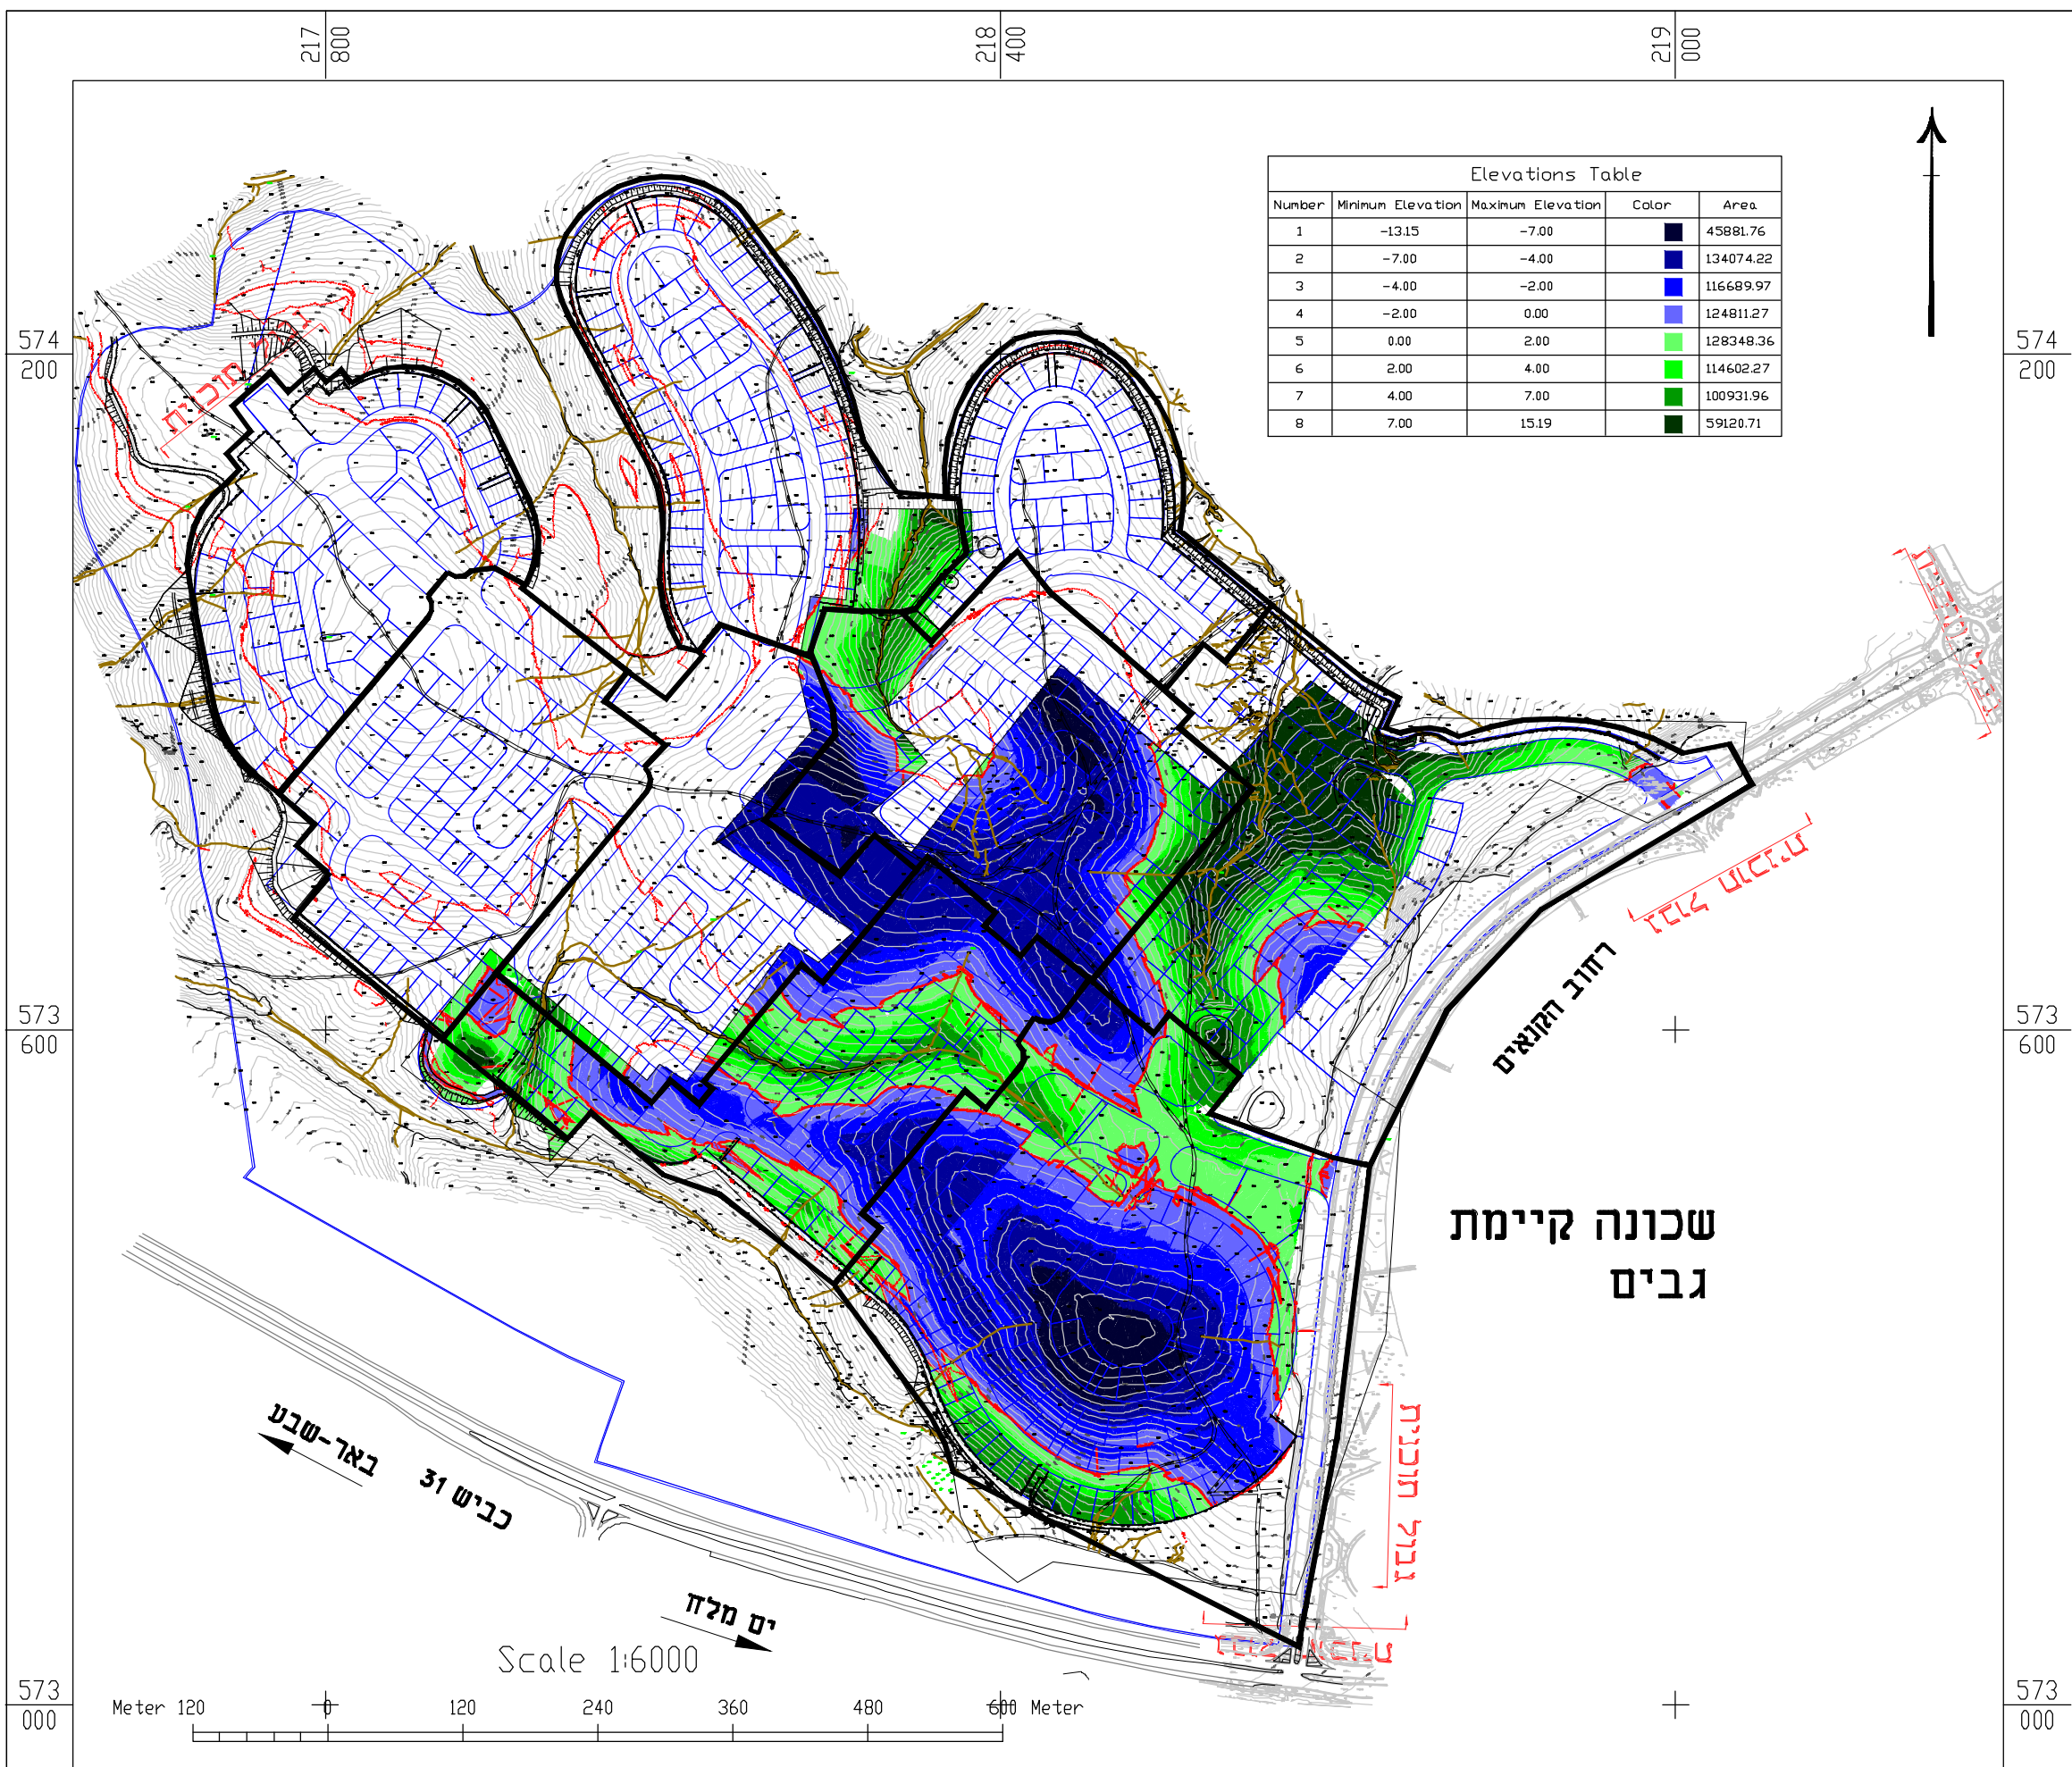 217 800
218 400
219 000
Elevations Table
Number Minimum Elevation Maximum Elevation Color Area
1 -13.15 -7.00 45881.76
2 -7.00 -4.00 134074.22
3 -4.00 -2.00 116689.97
4 -2.00 0.00 124811.27
5 0.00 2.00 128348.36
6 2.00 4.00 114602.27
7 4.00 7.00 100931.96
8 7.00 15.19 59120.71
574
200
574
200
גבול תוכנית
רחוב הקנאים
573
600
573
600
שכונה קיימת
גבים
גבול תוכנית
באר-שבע
כביש 31
ים מלח
Scale 1:6000
573
000
573
000
Meter 120 0 120 240 360 480 600 Meter